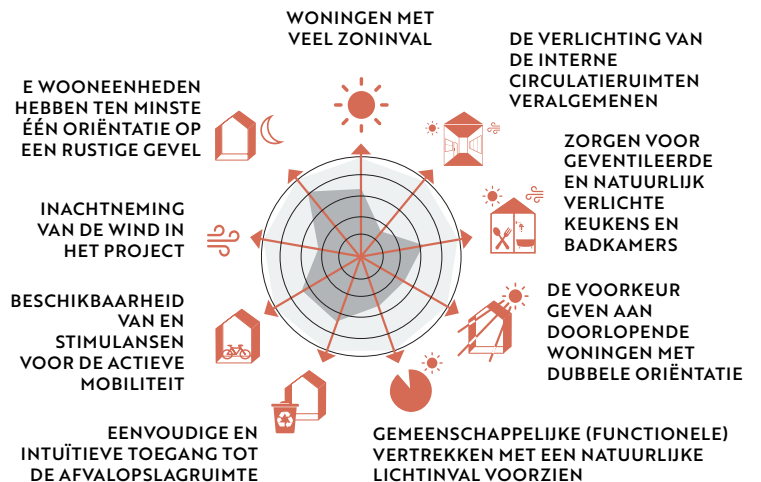 WONINGEN MET
VEEL ZONINVAL
DE VERLICHTING VAN
DE INTERNE
CIRCULATIERUIMTEN
VERALGEMENEN
ZORGEN VOOR
GEVENTILEERDE
EN NATUURLIJK
VERLICHTE
KEUKENS EN
BADKAMERS
DE VOORKEUR
GEVEN AAN
DOORLOPENDE
WONINGEN MET
DUBBELE ORIËNTATIE
GEMEENSCHAPPELIJKE (FUNCTIONELE)
VERTREKKEN MET EEN NATUURLIJKE
LICHTINVAL VOORZIEN
EENVOUDIGE EN
INTUÏTIEVE TOEGANG TOT
DE AFVALOPSLAGRUIMTE
BESCHIKBAARHEID
VAN EN
STIMULANSEN
VOOR DE ACTIEVE
MOBILITEIT
INACHTNEMING
VAN DE WIND IN
HET PROJECT
E WOONEENHEDEN
HEBBEN TEN MINSTE
ÉÉN ORIËNTATIE OP
EEN RUSTIGE GEVEL